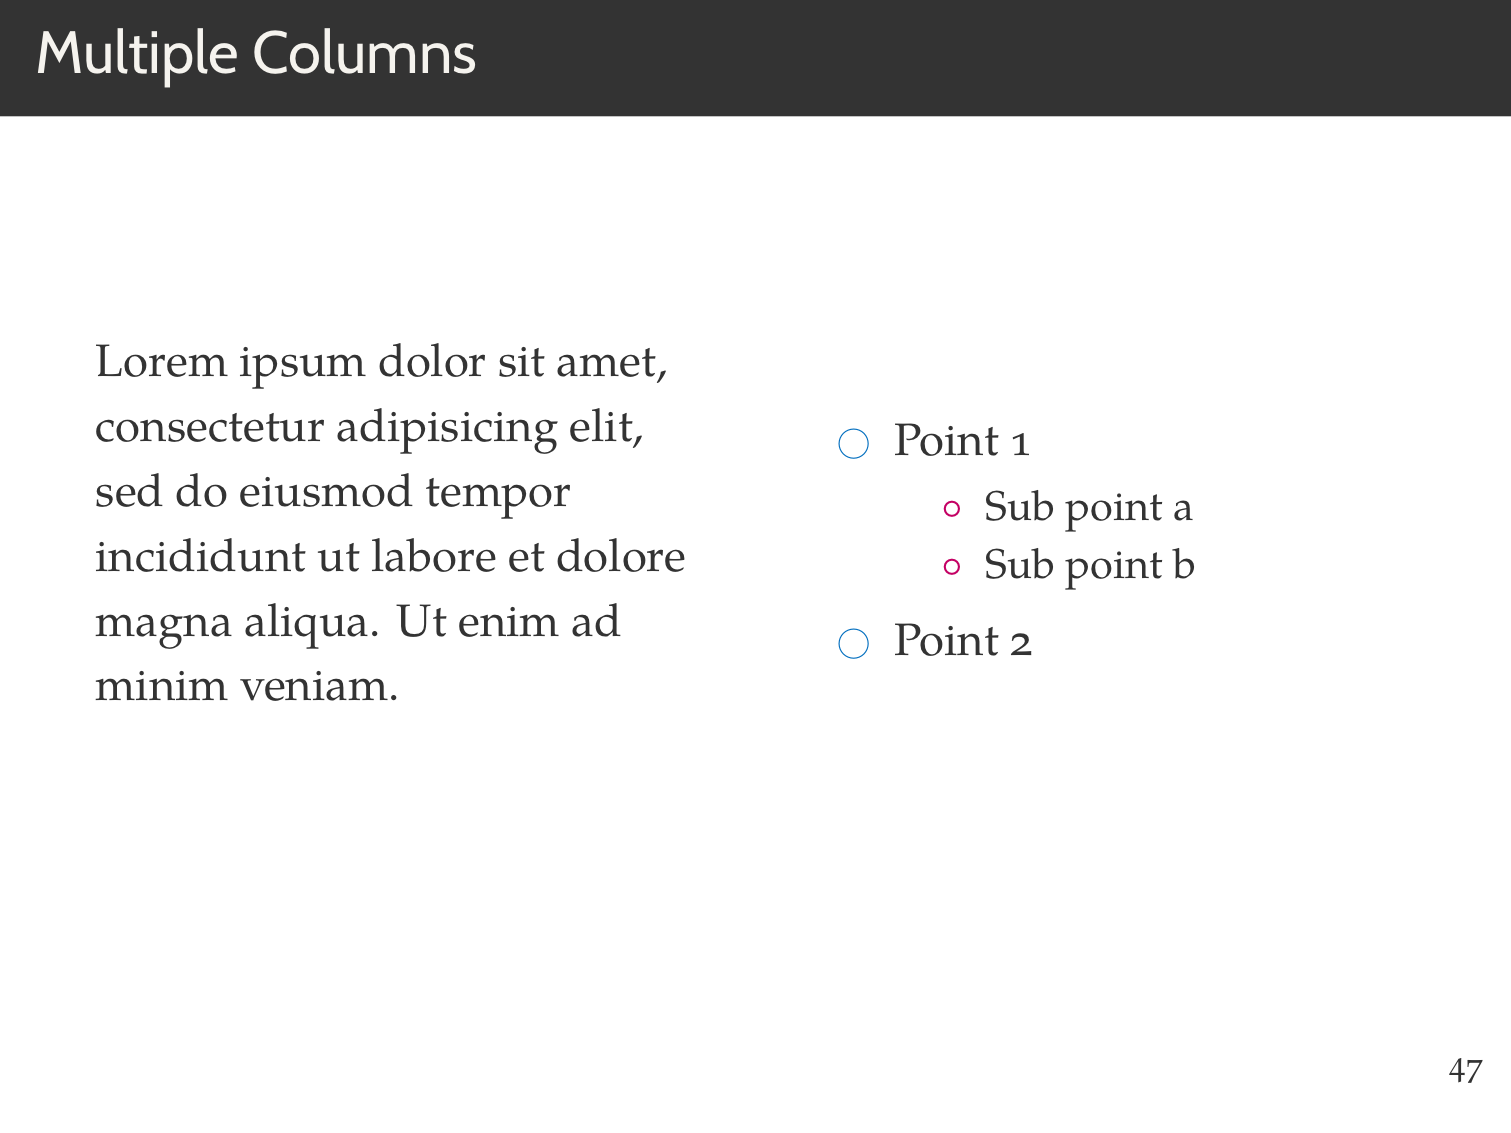 Multiple Columns
Lorem ipsum dolor sit amet,
consectetur adipisicing elit,
sed do eiusmod tempor
incididunt ut labore et dolore
magna aliqua. Ut enim ad
minim veniam.
Point 1
Sub point a
Sub point b
Point 2
47